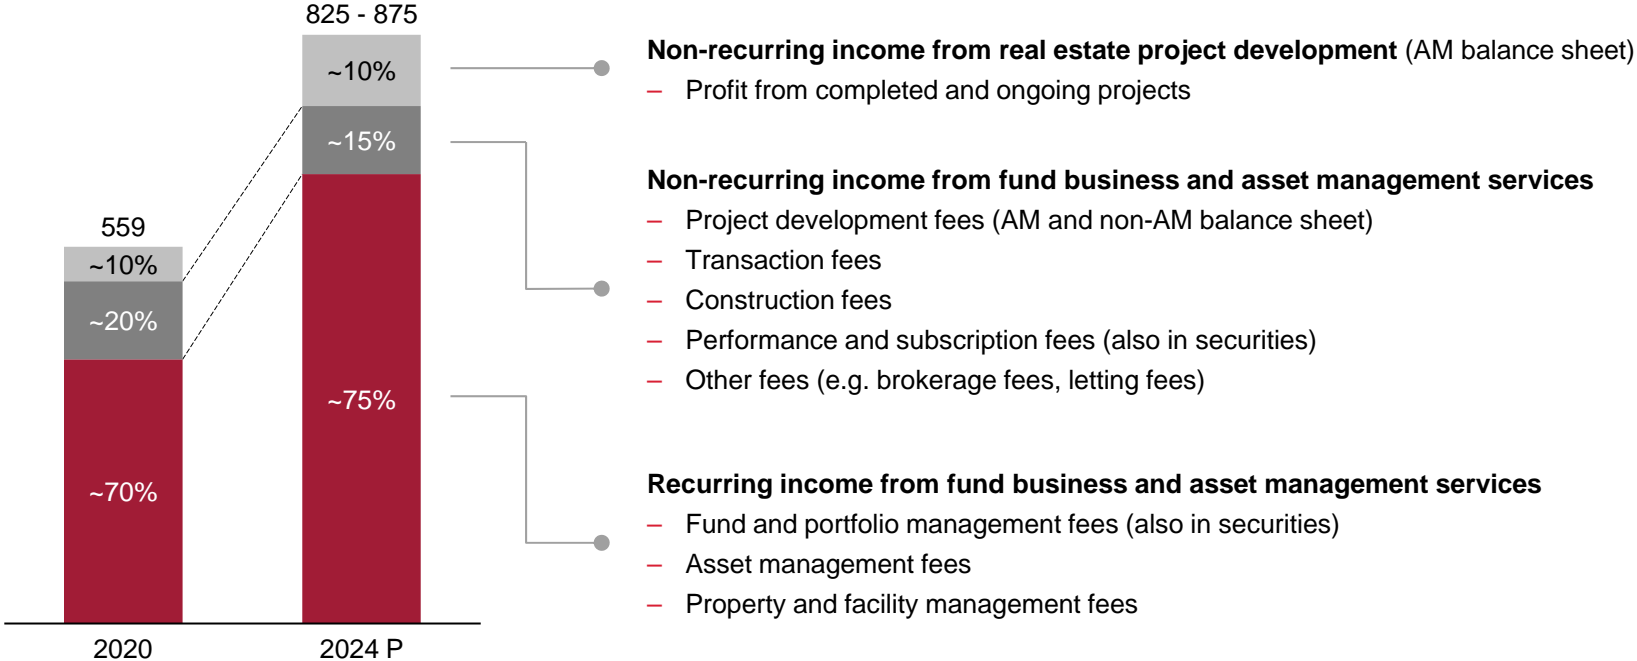 825 - 875
~10%
~15%
~75%
559
~10%
~20%
~70%
2020
2024 P
Non-recurring income from real estate project development (AM balance sheet)
– Profit from completed and ongoing projects
Non-recurring income from fund business and asset management services
– Project development fees (AM and non-AM balance sheet)
– Transaction fees
– Construction fees
– Performance and subscription fees (also in securities)
– Other fees (e.g. brokerage fees, letting fees)
Recurring income from fund business and asset management services
– Fund and portfolio management fees (also in securities)
– Asset management fees
– Property and facility management fees